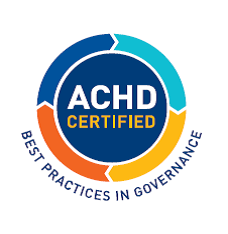 ACHD
CERTIFIED
BEST PRACTICES IN GOVERNANCE